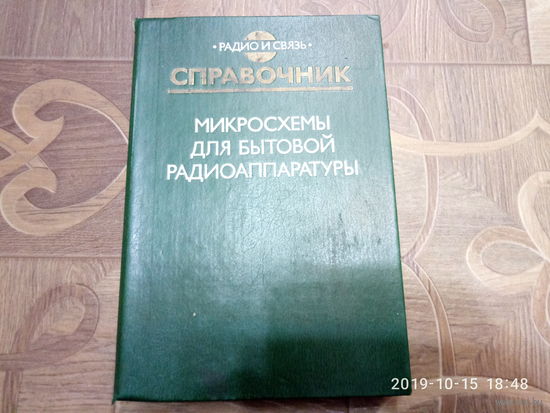 • РАДИО И СВЯЗЬ •
СПРАВОЧНИК
МИКРОСХЕМЫ
ДЛЯ БЫТОВОЙ
РАДИОАППАРАТУРЫ
2019-10-15 18:48